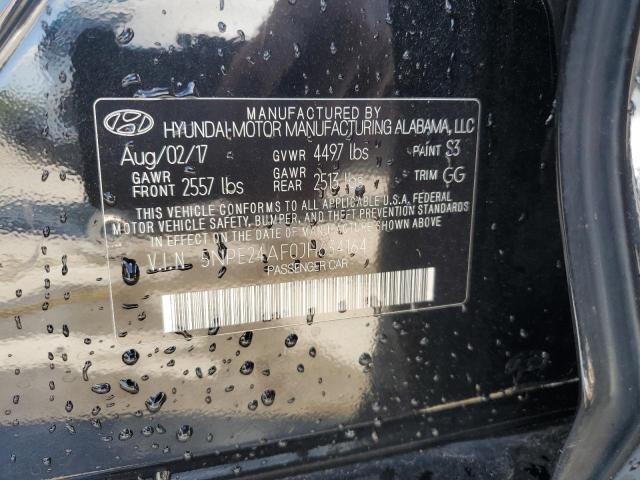 MANUFACTURED BY
HYUNDAI MOTOR MANUFACTURING ALABAMA, LLC
Aug/02/17 GVWR 4497 lbs PAINT S3
GAWR FRONT 2557 lbs GAWR REAR 2513 lbs TRIM GG
THIS VEHICLE CONFORMS TO ALL APPLICABLE U.S.A. FEDERAL
MOTOR VEHICLE SAFETY, BUMPER, AND THEFT PREVENTION STANDARDS
IN EFFECT ON THE DATE OF MANUFACTURE SHOWN ABOVE
V.I.N
PASSENGER CAR